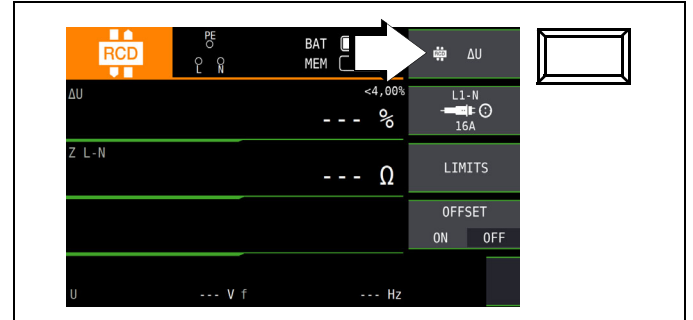 RCD
PE
L N
BAT
MEM
ΔU
ΔU <4,00%
--- %
L1-N
16A
Z L-N
--- Ω
LIMITS
OFFSET
ON OFF
U --- V f --- Hz